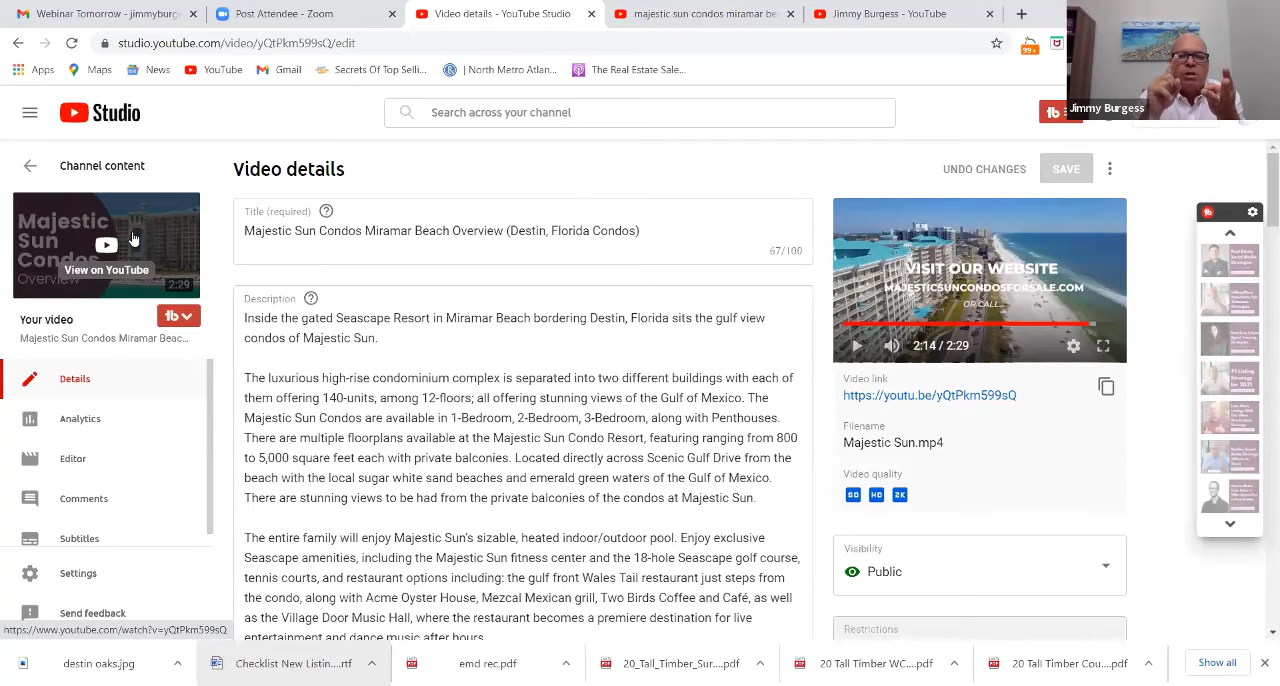 Webinar Tomorrow - jimmyburge
Post Attendee - Zoom
Video details - YouTube Studio
majestic sun condos miramar bea
Jimmy Burgess - YouTube
studio.youtube.com/video/yQtPkm599sQ/edit
99+
Apps
Maps
News
YouTube
Gmail
Secrets Of Top Selli...
The Real Estate Sale...
Jimmy Burgess
Studio
Search across your channel
Channel content
Video details
UNDO CHANGES
SAVE
Majestic
Sun
Condos
Overview
View on YouTube
2:29
Your video
Majestic Sun Condos Miramar Beac...
Details
Analytics
Editor
Comments
Subtitles
Settings
Send feedback
https://www.youtube.com/watch?v=yQtPkm599sQ
Title (required)
Majestic Sun Condos Miramar Beach Overview (Destin, Florida Condos)
67/100
Inside the gated Seascape Resort in Miramar Beach bordering Destin, Florida sits the gulf view
condos of Majestic Sun.
The luxurious high-rise condominium complex is separated into two different buildings with each of
them offering 140-units, among 12-floors; all offering stunning views of the Gulf of Mexico. The
Majestic Sun Condos are available in 1-Bedroom, 2-Bedroom, 3-Bedrooms, along with Penthouses.
There are multiple floor plans available at the Majestic Sun Condo Resort, featuring ranging from 800
to 5,000 square feet each with private balconies, located directly across Scenic Gulf Drive from the
beach with the local sugar white sand beaches and emerald green waters of the Gulf of Mexico.
There are stunning views to be had from the private balconies of the condos at Majestic Sun.
The entire family will enjoy Majestic Sun's sizable, heated indoor/outdoor pool. Enjoy exclusive
Seascape amenities, including the Majestic Sun fitness center and the 18-hole Seascape golf course,
tennis courts, and restaurant options including: the gulf front Wales Tail restaurant just steps from
the condo, along with Acme Oyster House, Mezcal Mexican grill, Two Birds Coffee and Café, as well
as the Village Door Music Hall, where the restaurant becomes a premiere destination for live
entertainment and dance music after hours.
VISIT OUR WEBSITE
MAJESTICSUNCONDOSFORSALE.COM
OR CALL...
2:14 / 2:29
Video link
https://youtu.be/yQtPkm599sQ
Filename
Majestic Sun.mp4
Video quality
SD HD 2K
Visibility
Public
Restrictions
destin oaks.jpg
Checklist New Listin....rtf
emd rec.pdf
20_Tall_Timber_Sur....pdf
20 Tall Timber WC....pdf
20 Tall Timber Cou....pdf
Show all